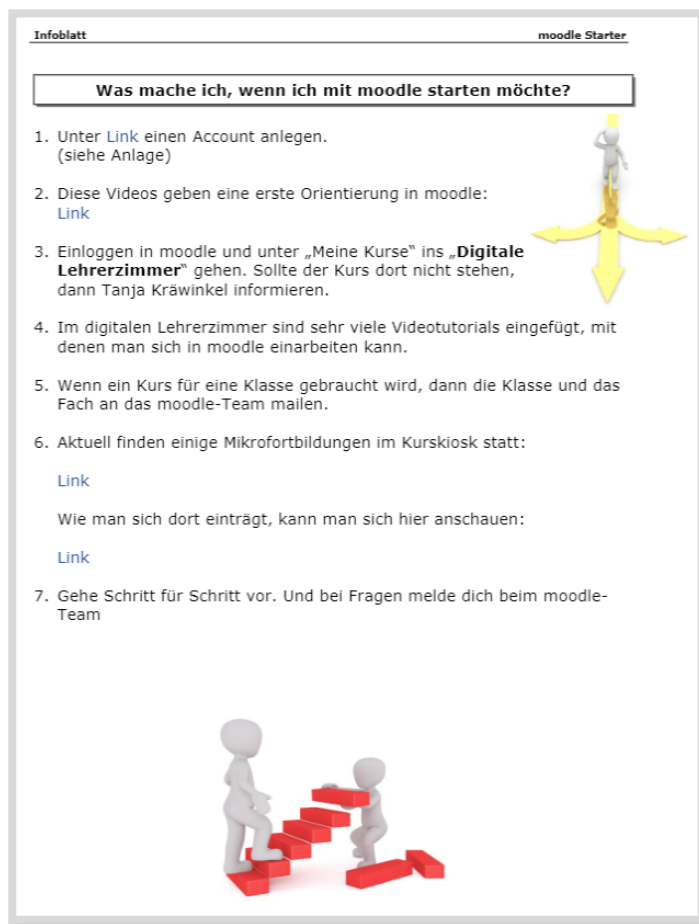 Infoblatt moodle Starter
Was mache ich, wenn ich mit moodle starten möchte?
1. Unter Link einen Account anlegen.
(siehe Anlage)
2. Diese Videos geben eine erste Orientierung in moodle:
Link
3. Einloggen in moodle und unter „Meine Kurse“ ins „Digitale
Lehrerzimmer“ gehen. Sollte der Kurs dort nicht stehen,
dann Tanja Kräwinkel informieren.
4. Im digitalen Lehrerzimmer sind sehr viele Videotutorials eingefügt, mit
denen man sich in moodle einarbeiten kann.
5. Wenn ein Kurs für eine Klasse gebraucht wird, dann die Klasse und das
Fach an das moodle-Team mailen.
6. Aktuell finden einige Mikrofortbildungen im Kurskiosk statt:
Link
Wie man sich dort einträgt, kann man sich hier anschauen:
Link
7. Gehe Schritt für Schritt vor. Und bei Fragen melde dich beim moodle-
Team